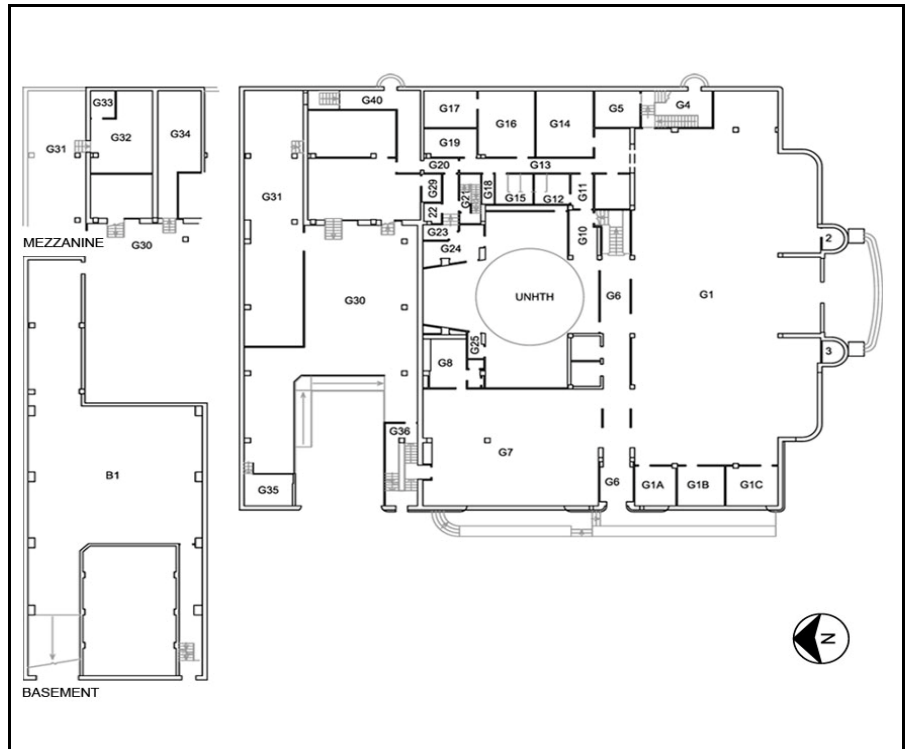 G33
G40
G17
G16
G14
G5
G4
G32
G34
G31
G19
G20
G13
G31
G29
G21
G18
G15
G12
G11
22
G23
G10
2
MEZZANINE
G30
G24
G30
UNHTH
G6
G1
G25
G8
3
G36
G7
B1
G35
G6
G1A
G1B
G1C
N
BASEMENT